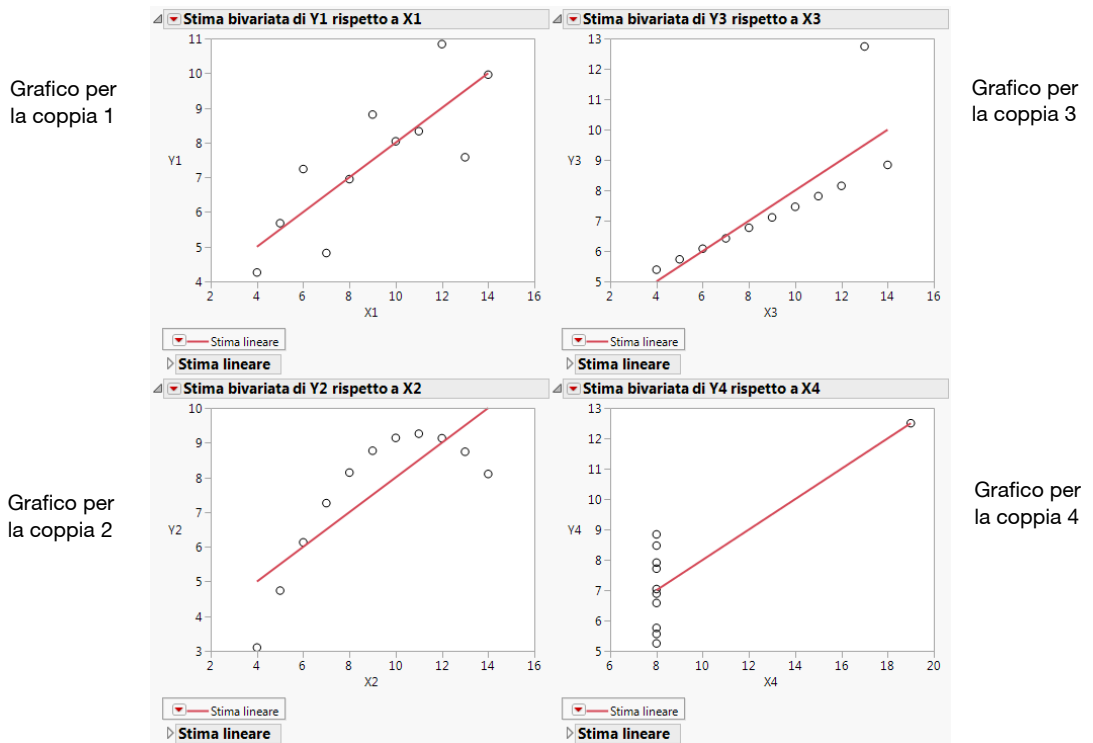 Grafico per
la coppia 1
Stima bivariata di Y1 rispetto a X1
11
10
9
8
7
6
5
4
Y1
2 4 6 8 10 12 14 16
X1
Stima lineare
Stima lineare
Stima bivariata di Y3 rispetto a X3
13
12
11
10
9
8
7
6
5
Y3
2 4 6 8 10 12 14 16
X3
Stima lineare
Stima lineare
Grafico per
la coppia 3
Grafico per
la coppia 2
Stima bivariata di Y2 rispetto a X2
10
9
8
7
6
5
4
3
Y2
2 4 6 8 10 12 14 16
X2
Stima lineare
Stima lineare
Stima bivariata di Y4 rispetto a X4
13
12
11
10
9
8
7
6
5
Y4
6 8 10 12 14 16 18 20
X4
Stima lineare
Stima lineare
Grafico per
la coppia 4